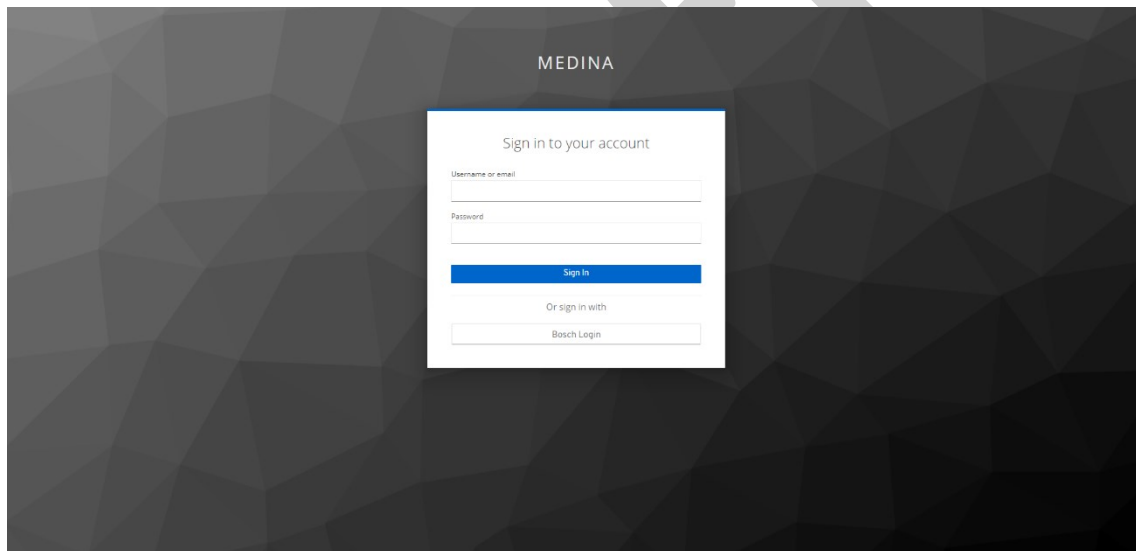 MEDINA
Sign in to your account
Username or email
Password
Sign In
Or sign in with
Bosch Login